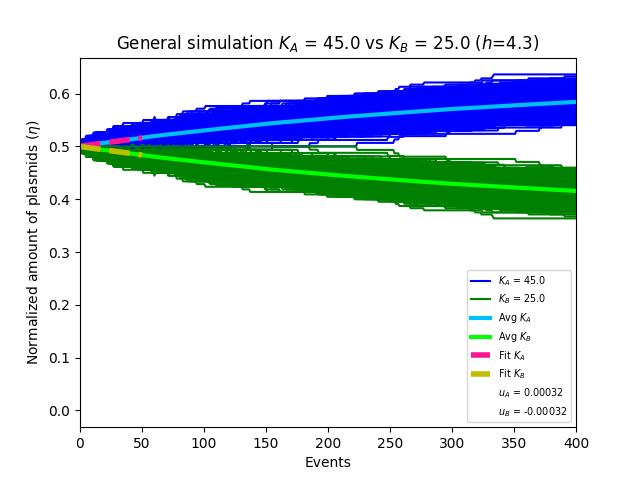 General simulation K_A = 45.0 vs K_B = 25.0 (h=4.3)
Normalized amount of plasmids (η)
0.6
0.5
0.4
0.3
0.2
0.1
0.0
K_A = 45.0
K_B = 25.0
Avg K_A
Avg K_B
Fit K_A
Fit K_B
u_A = 0.00032
u_B = -0.00032
0 50 100 150 200 250 300 350 400
Events